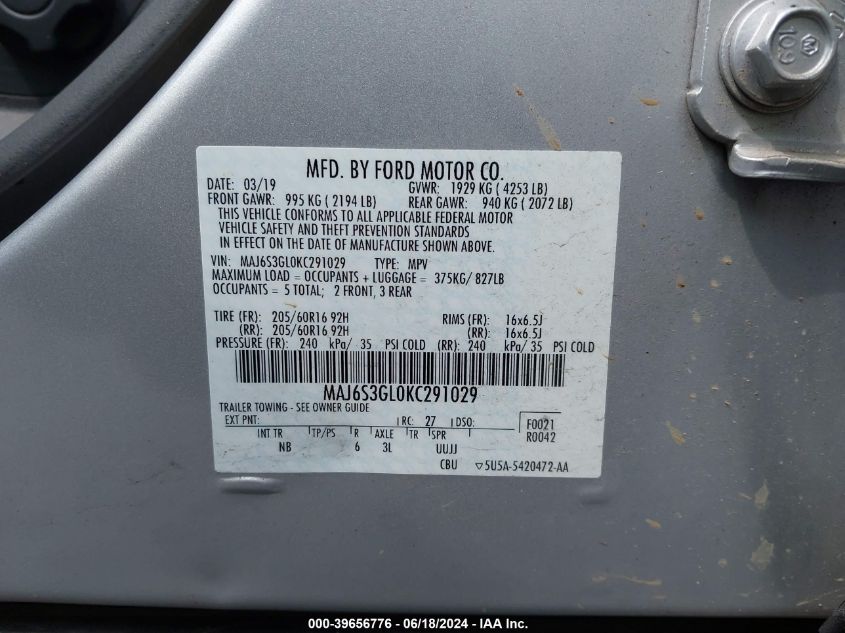 10.9
MFD. BY FORD MOTOR CO.
DATE: 03/19 GVWR: 1929 KG ( 4253 LB)
FRONT GAWR: 995 KG ( 2194 LB) REAR GAWR: 940 KG ( 2072 LB)
THIS VEHICLE CONFORMS TO ALL APPLICABLE FEDERAL MOTOR
VEHICLE SAFETY AND THEFT PREVENTION STANDARDS
IN EFFECT ON THE DATE OF MANUFACTURE SHOWN ABOVE.
VIN: MAJ6S3GL0KC291029 TYPE: MPV
MAXIMUM LOAD = OCCUPANTS + LUGGAGE = 375KG/ 827LB
OCCUPANTS = 5 TOTAL; 2 FRONT, 3 REAR
TIRE (FR): 205/60R16 92H RIMS (FR): 16x6.5J
(RR): 205/60R16 92H (RR): 16x6.5J
PRESSURE (FR): 240 kPa/ 35 PSI COLD (RR): 240 kPa/ 35 PSI COLD
MAJ6S3GL0KC291029
TRAILER TOWING - SEE OWNER GUIDE
EXT PNT: RC: 27 DSO: F0021
R0042
INT TR TP/PS R AXLE TR SPR
NB 6 3L UUJJ
CBU ▽5U5A-5420472-AA
000-39656776 - 06/18/2024 - IAA Inc.